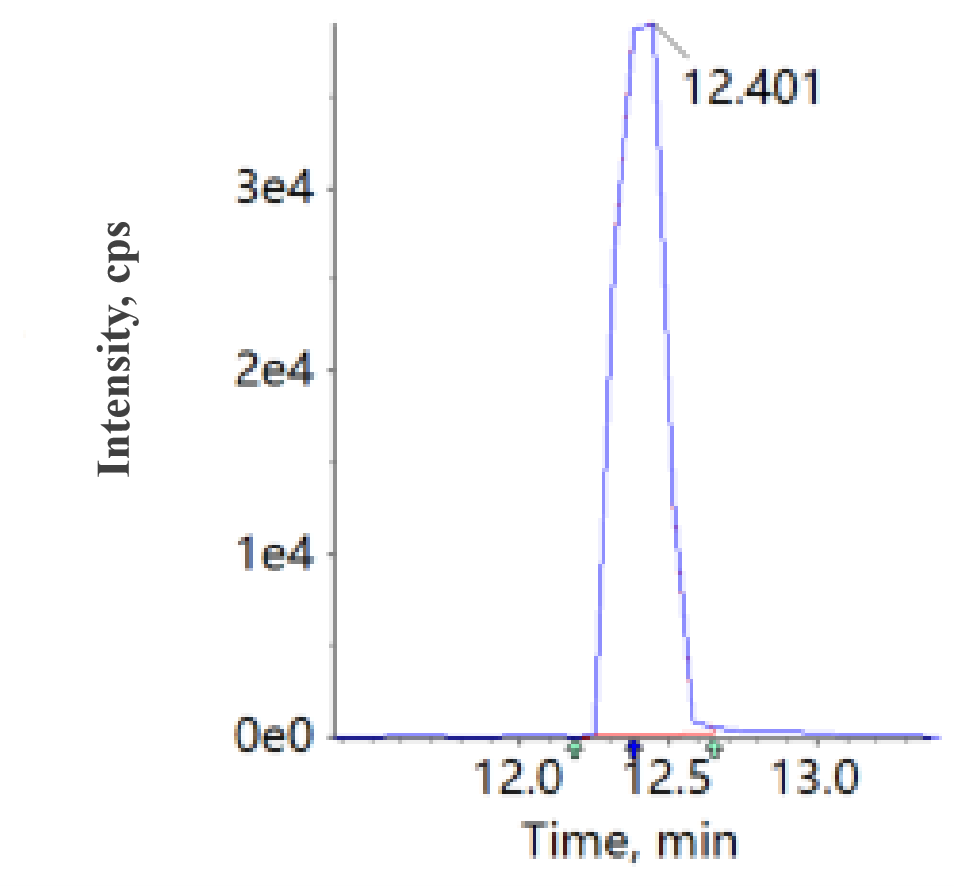 12.401
3e4
2e4
1e4
0e0
Intensity, cps
12.0 12.5 13.0
Time, min